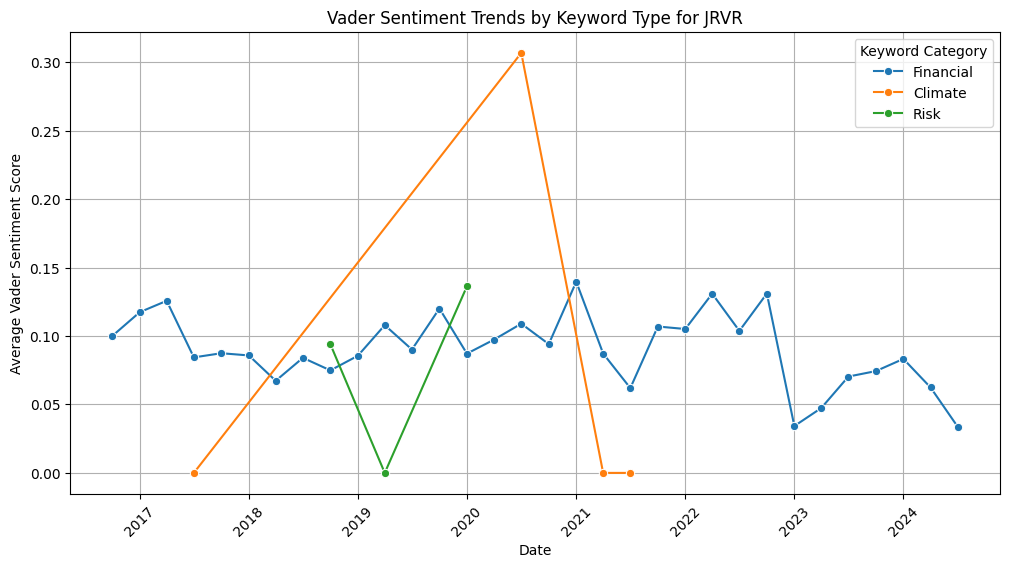 Vader Sentiment Trends by Keyword Type for JRVR
Average Vader Sentiment Score
0.30
0.25
0.20
0.15
0.10
0.05
0.00
Keyword Category
Financial
Climate
Risk
2017
2018
2019
2020
2021
2022
2023
2024
Date